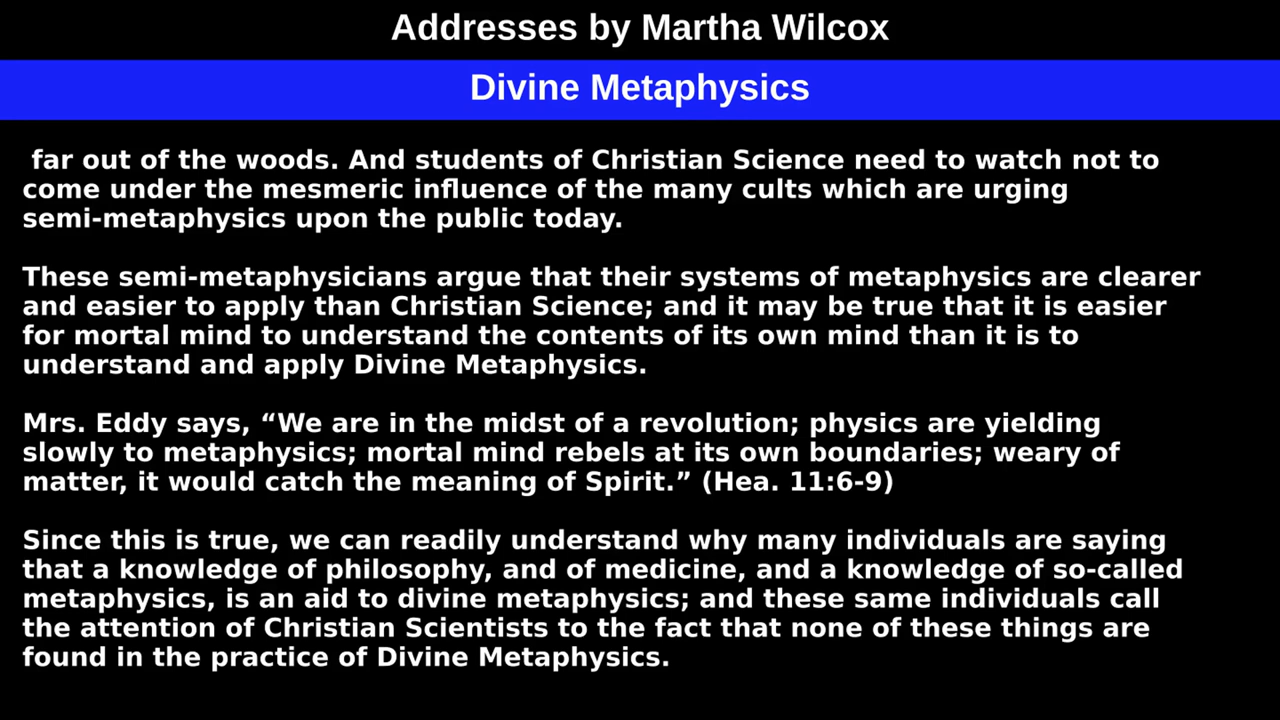 Addresses by Martha Wilcox
Divine Metaphysics
far out of the woods. And students of Christian Science need to watch not to
come under the mesmeric influence of the many cults which are urging
semi-metaphysics upon the public today.
These semi-metaphysicians argue that their systems of metaphysics are clearer
and easier to apply than Christian Science; and it may be true that it is easier
for mortal mind to understand the contents of its own mind than it is to
understand and apply Divine Metaphysics.
Mrs. Eddy says, “We are in the midst of a revolution; physics are yielding
slowly to metaphysics; mortal mind rebels at its own boundaries; weary of
matter, it would catch the meaning of Spirit.” (Hea. 11:6-9)
Since this is true, we can readily understand why many individuals are saying
that a knowledge of philosophy, and of medicine, and a knowledge of so-called
metaphysics, is an aid to divine metaphysics; and these same individuals call
the attention of Christian Scientists to the fact that none of these things are
found in the practice of Divine Metaphysics.